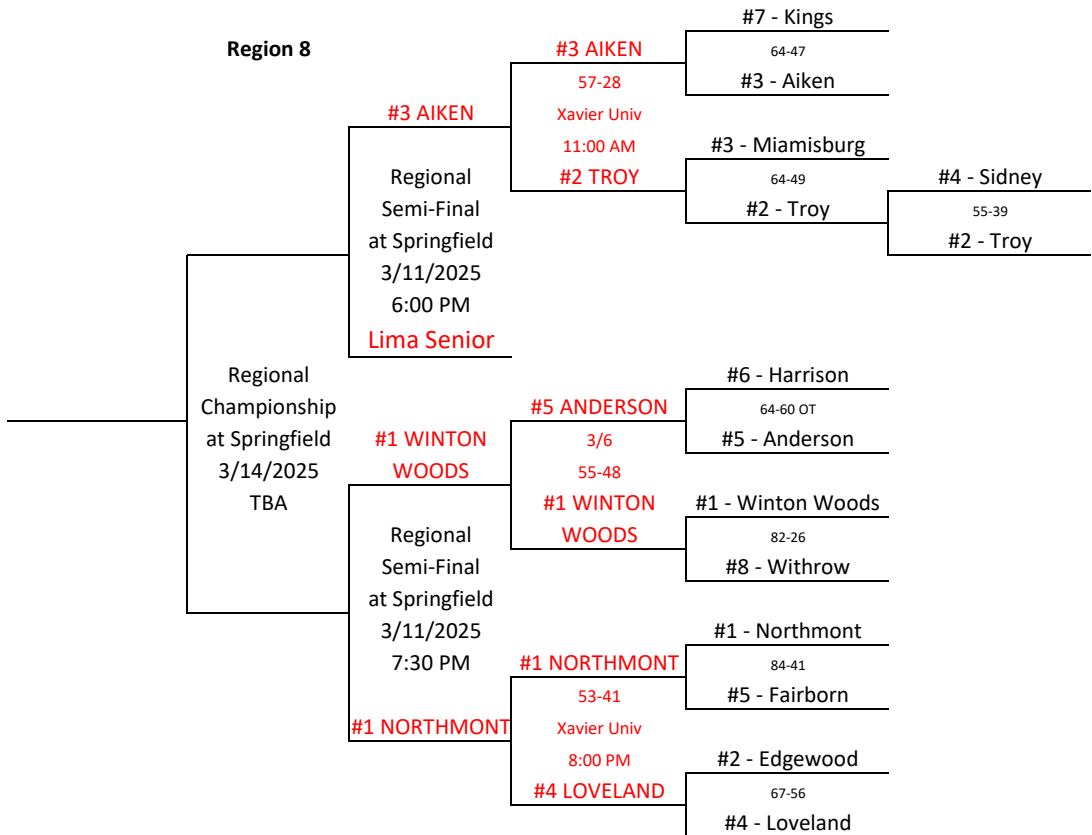 Region 8
#7 - Kings
64-47
#3 - Aiken
#3 AIKEN
57-28
Xavier Univ
11:00 AM
#2 TROY
#3 - Miamisburg
64-49
#2 - Troy
#4 - Sidney
55-39
#2 - Troy
#3 AIKEN
Regional
Semi-Final
at Springfield
3/11/2025
6:00 PM
Lima Senior
Regional
Championship
at Springfield
3/14/2025
TBA
#6 - Harrison
64-60 OT
#5 - Anderson
#5 ANDERSON
3/6
55-48
#1 WINTON
WOODS
#1 - Winton Woods
82-26
#8 - Withrow
#1 WINTON
WOODS
Regional
Semi-Final
at Springfield
3/11/2025
7:30 PM
#1 NORTHMONT
#1 - Northmont
84-41
#5 - Fairborn
#1 NORTHMONT
53-41
Xavier Univ
8:00 PM
#4 LOVELAND
#2 - Edgewood
67-56
#4 - Loveland